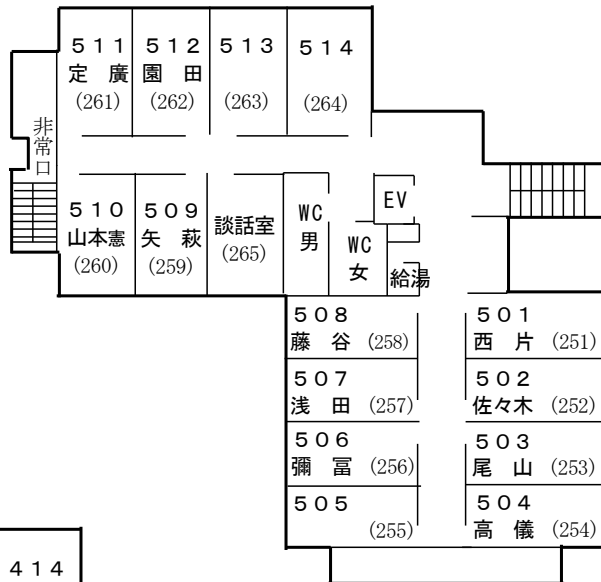 511
定 廣
(261)
512
園 田
(262)
513
(263)
514
(264)
非常口
510
山本憲
(260)
509
矢 萩
(259)
談話室
(265)
WC
男
WC
女
EV
給湯
508
藤 谷 (258)
507
浅 田 (257)
506
彌 冨 (256)
505
(255)
501
西 片 (251)
502
佐々木 (252)
503
尾 山 (253)
504
高 儀 (254)
414